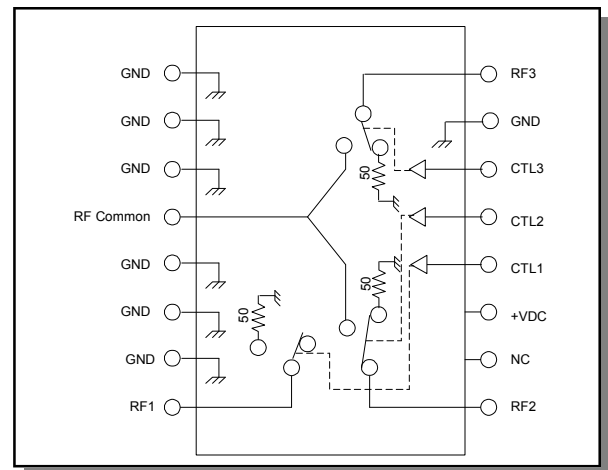 GND
GND
GND
RF Common
GND
GND
GND
RF1
RF3
GND
CTL3
CTL2
CTL1
+VDC
NC
RF2
50
50
50